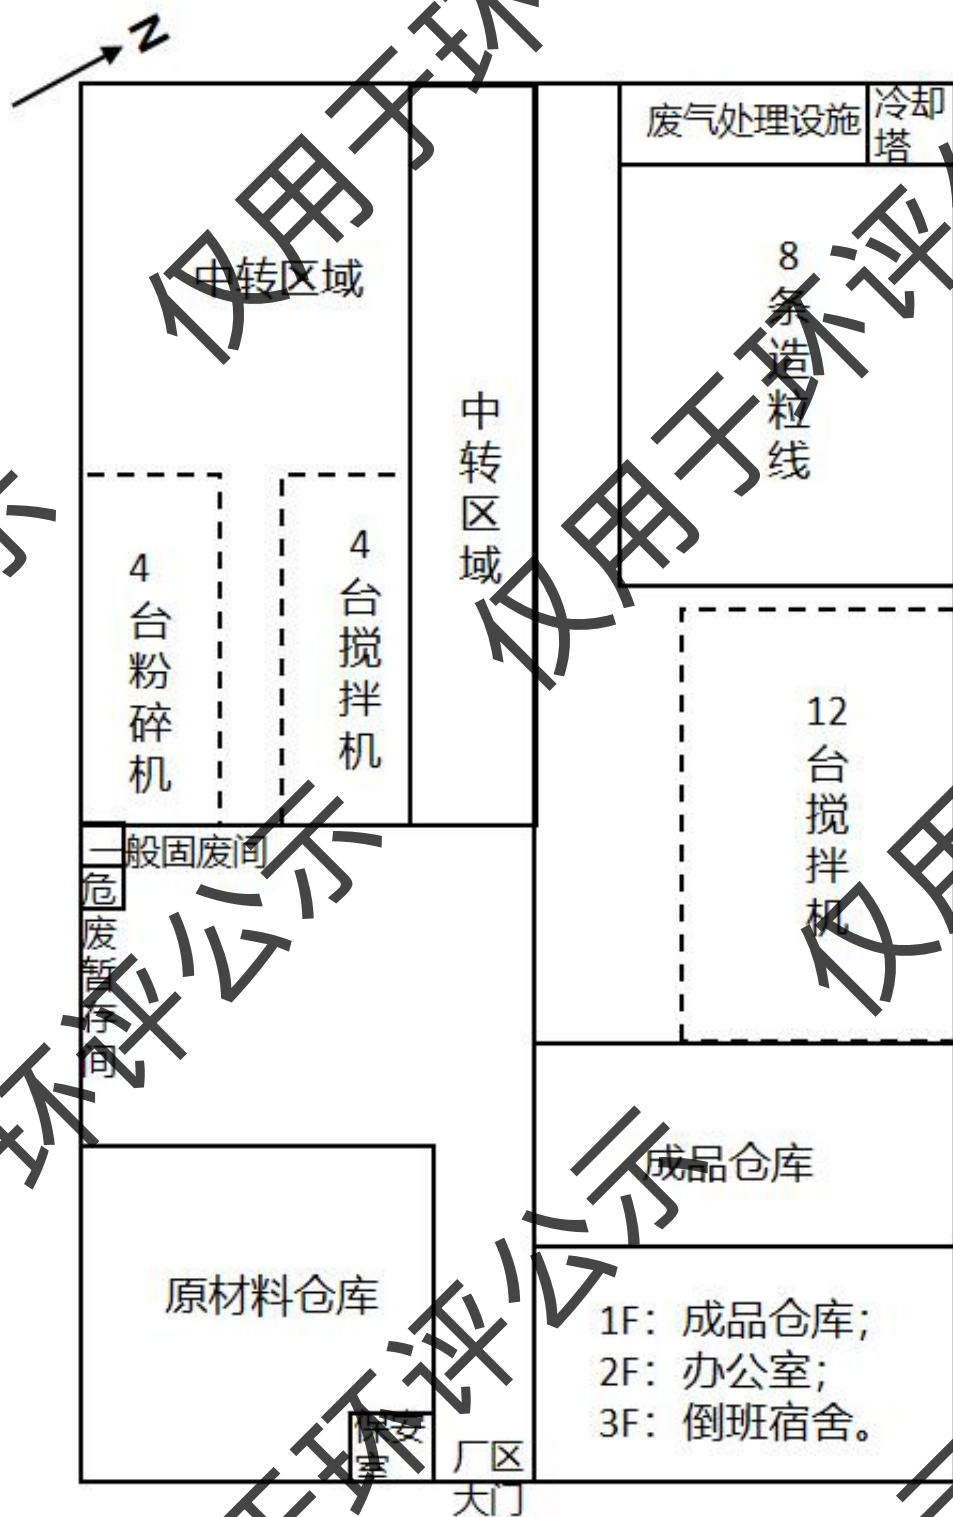 N
废气处理设施
冷却
塔
中转区域
中转区域
8
条造粒线
4
台粉碎机
4
台搅拌机
12
台搅拌机
一般固废间
危废暂存间
成品仓库
原材料仓库
1F：成品仓库；
2F：办公室；
3F：倒班宿舍。
保安
室
厂区
大门
仅用于环
仅用于环评公
示
环评公示
仅用
环评公示